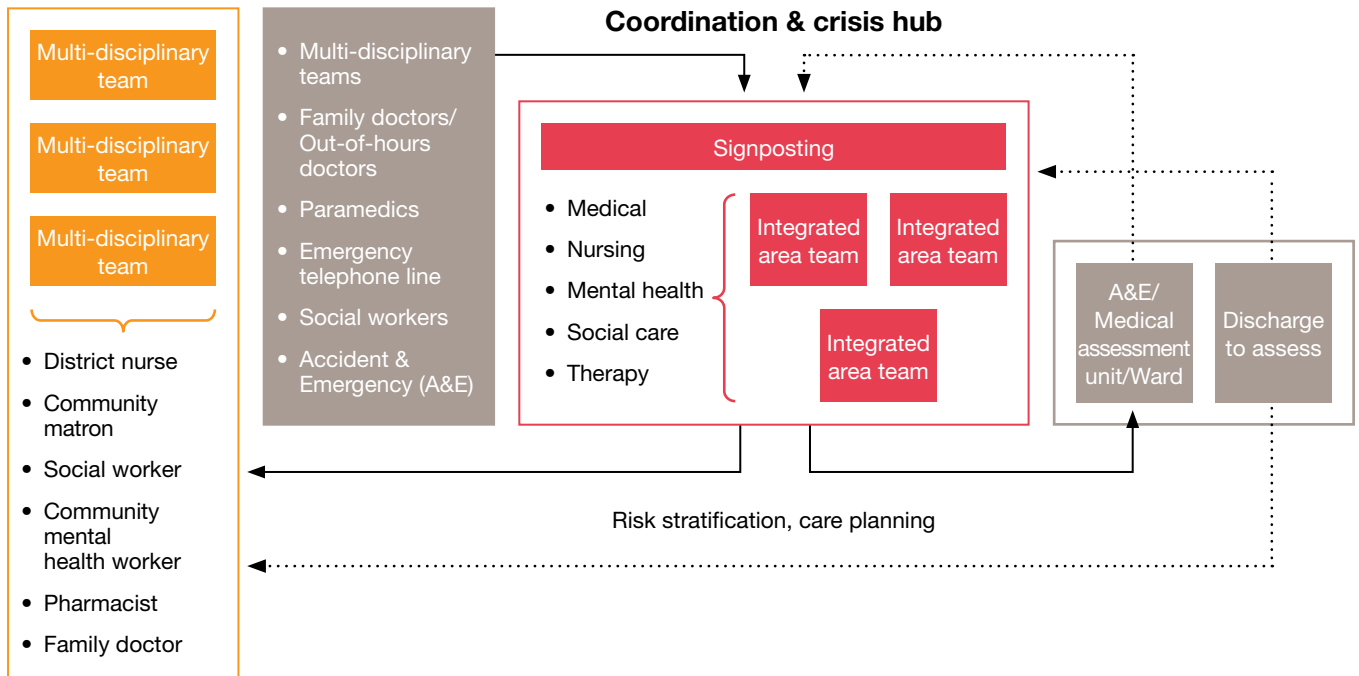 Multi-disciplinary
team
Multi-disciplinary
team
Multi-disciplinary
team
• District nurse
• Community
matron
• Social worker
• Community
mental
health worker
• Pharmacist
• Family doctor
• Multi-disciplinary
teams
• Family doctors/
Out-of-hours
doctors
• Paramedics
• Emergency
telephone line
• Social workers
• Accident &
Emergency (A&E)
Coordination & crisis hub
Signposting
• Medical
• Nursing
• Mental health
• Social care
• Therapy
Integrated
area team
Integrated
area team
Integrated
area team
A&E/
Medical
assessment
unit/Ward
Discharge
to assess
Risk stratification, care planning